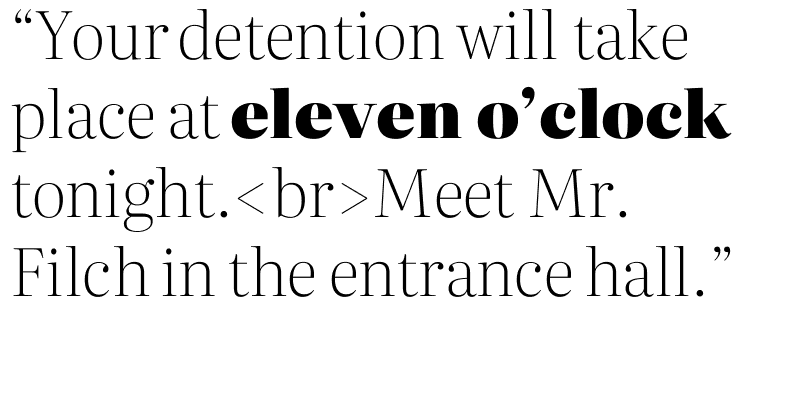 “Your detention will take
place at eleven o’clock
tonight.<br>Meet Mr.
Filch in the entrance hall.”